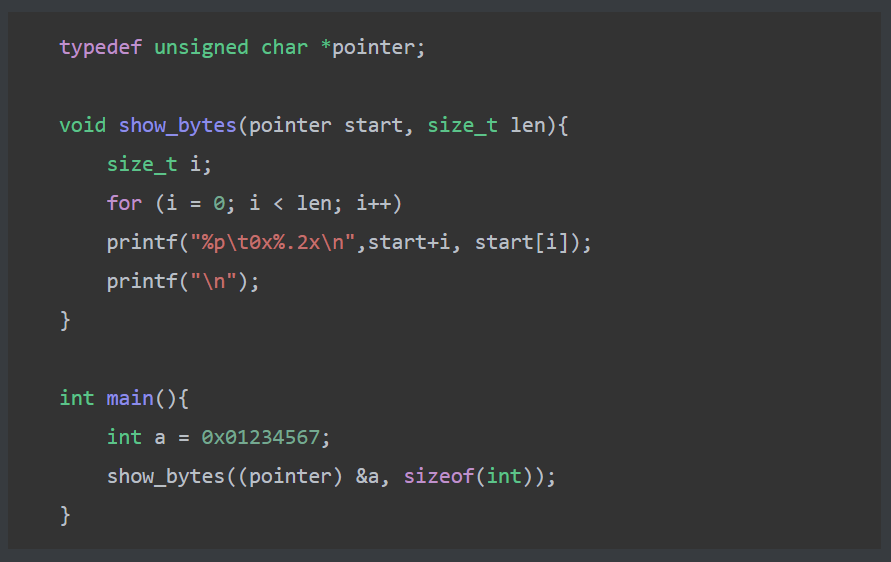 typedef unsigned char *pointer;
void show_bytes(pointer start, size_t len){
size_t i;
for (i = 0; i < len; i++)
printf("%p\t0x%.2x\n",start+i, start[i]);
printf("\n");
}
int main(){
int a = 0x01234567;
show_bytes((pointer) &a, sizeof(int));
}